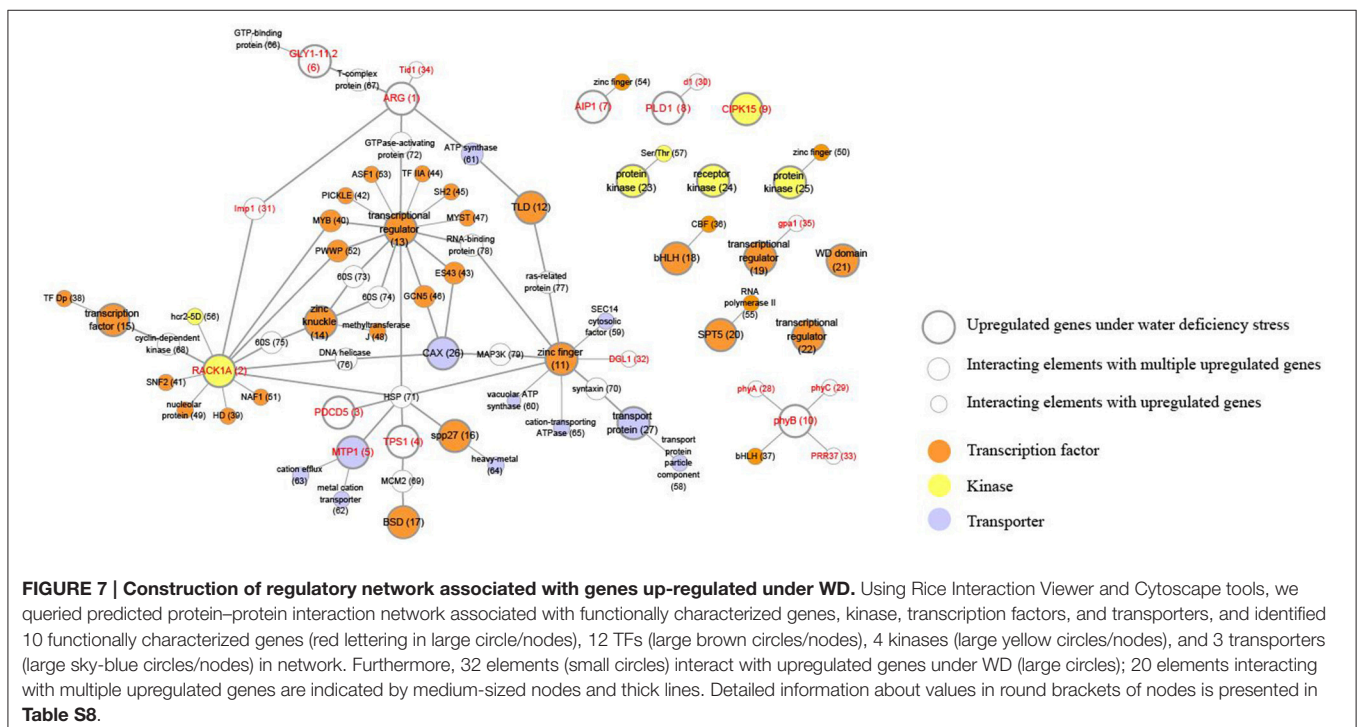 GTP-binding
protein (66)
GLY1-11.2
(6)
T-complex
protein (67)
Tid1 (34)
ARG (1)
GTPase-activating
protein (72)
ATP synthase
(61)
ASF1 (53)
TF IIA (44)
PICKLE (42)
SH2 (45)
Imp1 (31)
MYB (40)
transcriptional
regulator
(13)
MYST (47)
TLD (12)
PWWP (52)
RNA-binding
protein (78)
60S (73)
ES43 (43)
ras-related
protein (77)
60S (74)
GCN5 (46)
TF Dp (38)
transcription
factor (15)
hcr2-5D (56)
zinc
knuckle
(14)
methyltransferase
J (48)
SEC14
cytosolic factor
(59)
cyclin-dependent
kinase (68)
60S (75)
DNA helicase
(76)
CAX (26)
MAP3K (79)
zinc finger
(11)
DGL1 (32)
RACK1A (2)
SNF2 (41)
nucleolar
protein (49)
HD (39)
NAF1 (51)
HSP (71)
vacuolar ATP
synthase (60)
syntaxin (70)
cation-transporting
ATPase (65)
transport
protein (27)
transport
protein particle
component (58)
PDCD5 (3)
TPS1 (4)
spp27 (16)
heavy-metal
(64)
MTP1 (5)
cation efflux
(63)
metal cation
transporter
(62)
MCM2 (69)
BSD (17)
zinc finger (54)
AIP1 (7)
d1 (30)
PLD1 (8)
CIPK15 (9)
Ser/Thr (57)
protein
kinase (23)
receptor
kinase (24)
zinc finger (50)
protein
kinase (25)
CBF (36)
bHLH (18)
gpa1 (35)
transcriptional
regulator
(19)
WD domain
(21)
RNA
polymerase II
(55)
SPT5 (20)
transcriptional
regulator
(22)
phyA (28)
phyC (29)
phyB (10)
bHLH (37)
PRR37 (33)
Upregulated genes under water deficiency stress
Interacting elements with multiple upregulated genes
Interacting elements with upregulated genes
Transcription factor
Kinase
Transporter
FIGURE 7 | Construction of regulatory network associated with genes up-regulated under WD. Using Rice Interaction Viewer and Cytoscape tools, we
queried predicted protein–protein interaction network associated with functionally characterized genes, kinase, transcription factors, and transporters, and identified
10 functionally characterized genes (red lettering in large circle/nodes), 12 TFs (large brown circles/nodes), 4 kinases (large yellow circles/nodes), and 3 transporters
(large sky-blue circles/nodes) in network. Furthermore, 32 elements (small circles) interact with upregulated genes under WD (large circles); 20 elements interacting
with multiple upregulated genes are indicated by medium-sized nodes and thick lines. Detailed information about values in round brackets of nodes is presented in
Table S8.